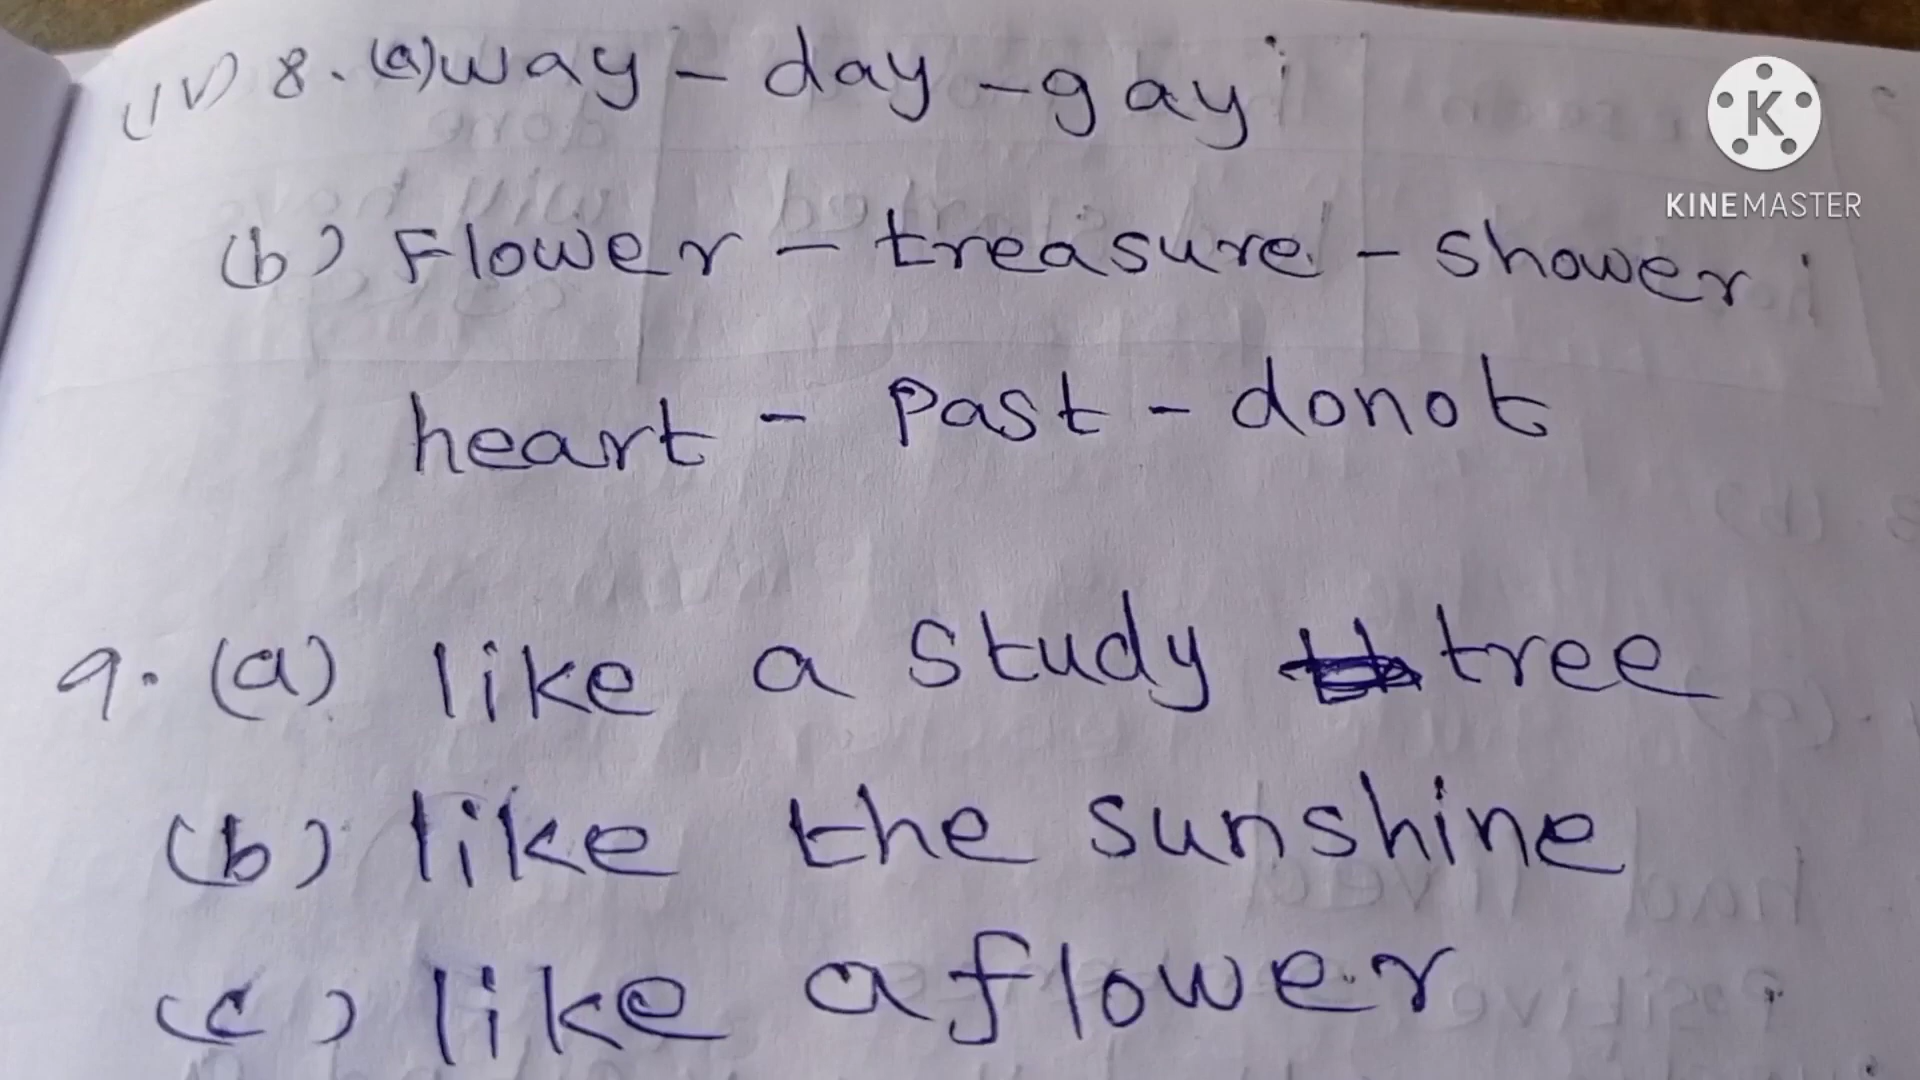 (IV) 8. (a) way - day - gay ;
K
KINEMASTER
(b) Flower - treasure - shower ;
heart - past - donot
9. (a) like a study tree
(b) like the sunshine
(c) like a flower